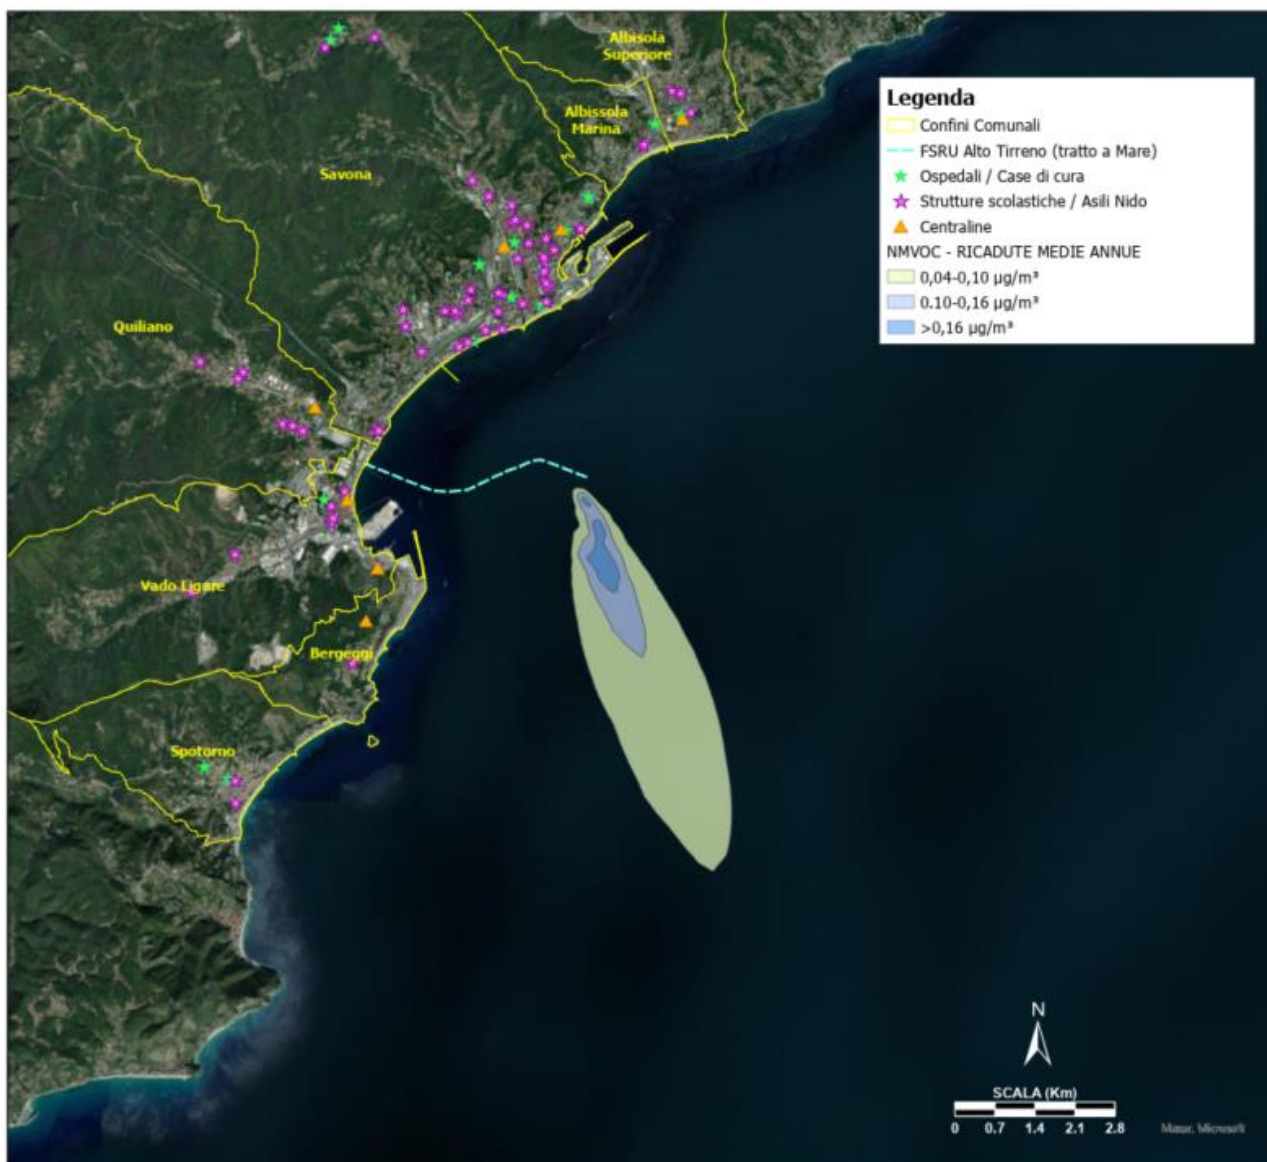 Albisola
Superiore
Albissola
Marina
Savona
Quiliano
Vado Ligure
Bergeggi
Spotorno
Legenda
Confini Comunali
FSRU Alto Tirreno (tratto a Mare)
Ospedali / Case di cura
Strutture scolastiche / Asili Nido
Centraline
NMVOC - RICADUTE MEDIE ANNUE
0,04-0,10 µg/m³
0.10-0,16 µg/m³
>0,16 µg/m³
N
SCALA (Km)
0 0.7 1.4 2.1 2.8
Maxar, Microsoft